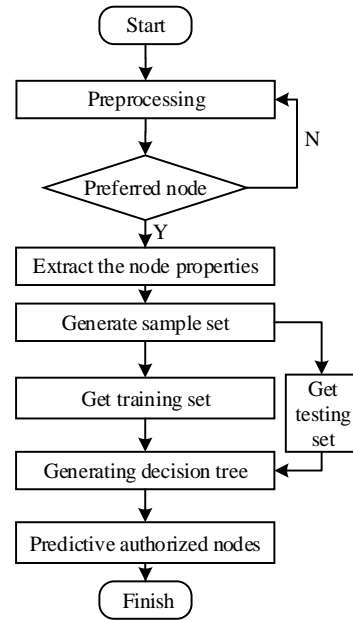 Start
Preprocessing
N
Preferred node
Y
Extract the node properties
Generate sample set
Get training set
Get
testing
set
Generating decision tree
Predictive authorized nodes
Finish